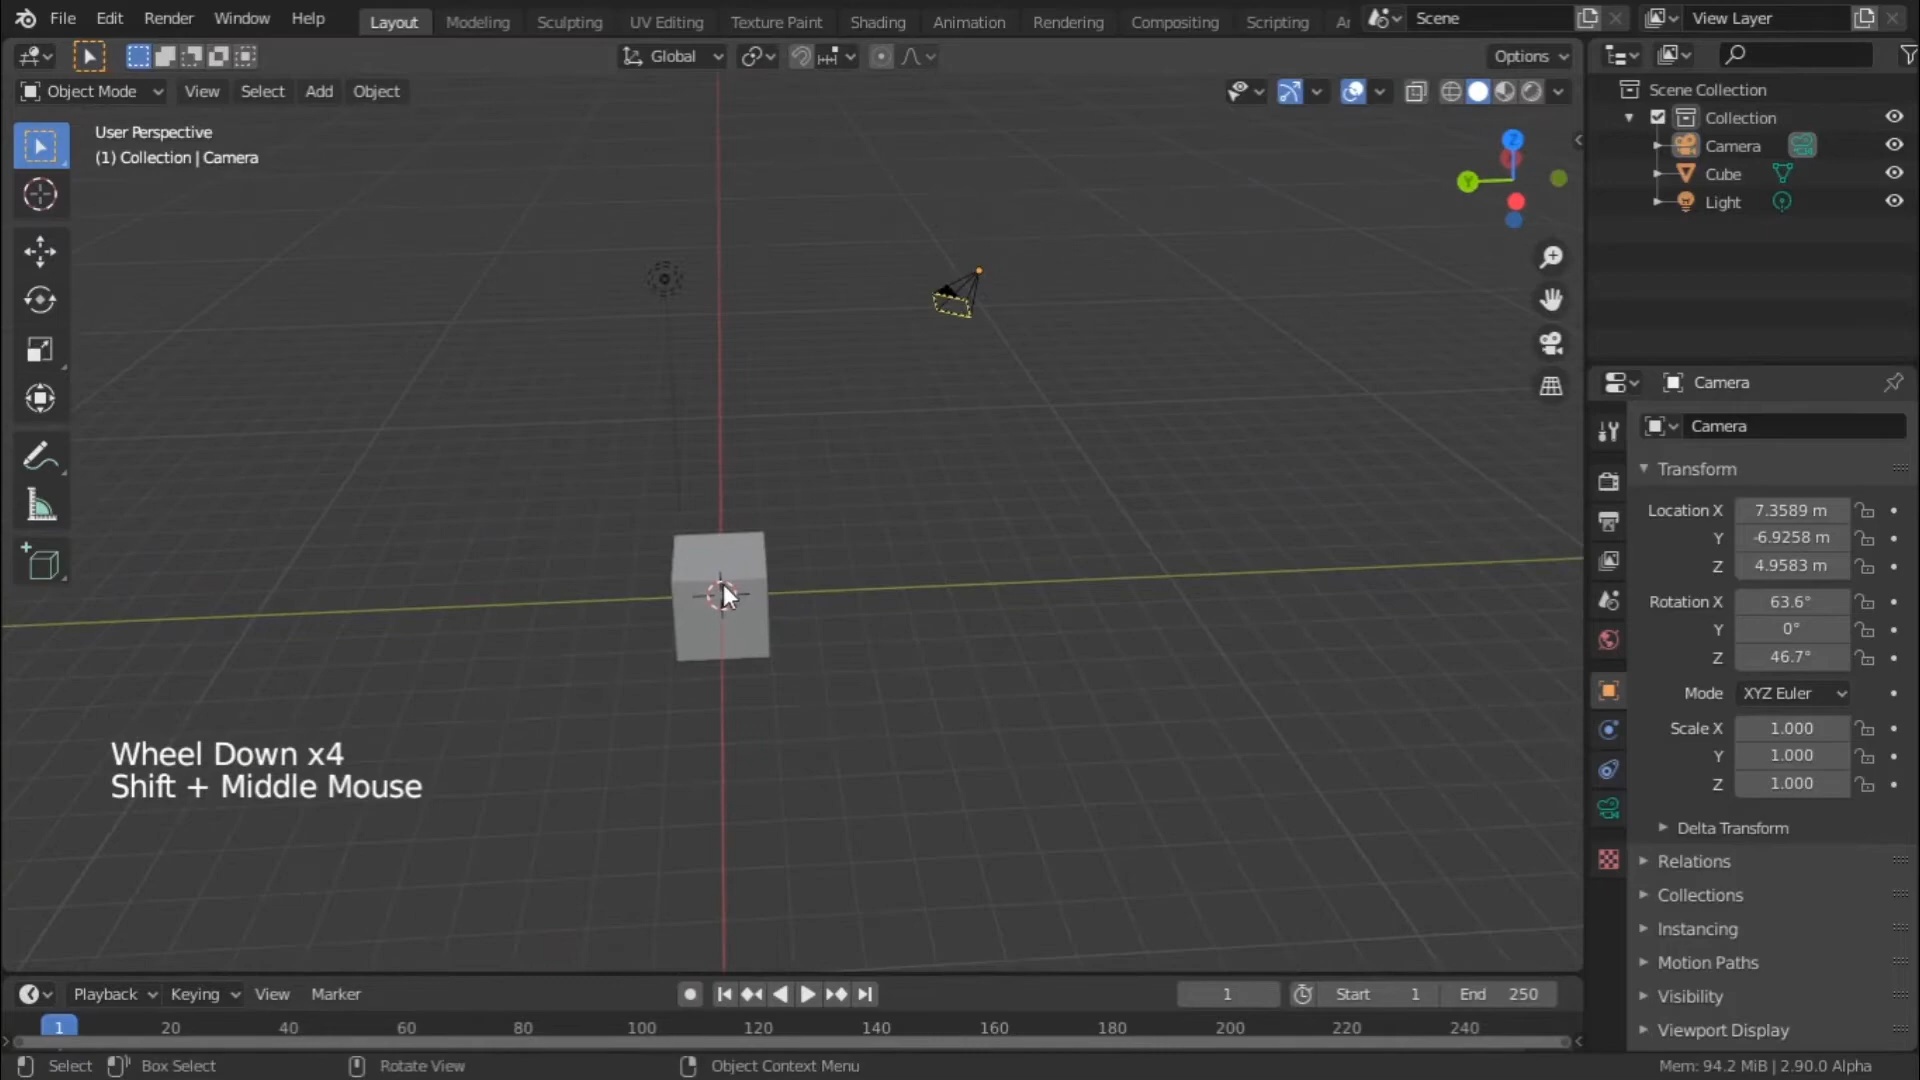 File Edit Render Window Help Layout Modeling Sculpting UV Editing Texture Paint Shading Animation Rendering Compositing Scripting Scene View Layer
Global Options
Object Mode View Select Add Object
User Perspective
(1) Collection | Camera
Z
Y
Scene Collection
Collection
Camera
Cube
Light
Camera
Camera
Transform
Location X 7.3589 m
Y -6.9258 m
Z 4.9583 m
Rotation X 63.6°
Y 0°
Z 46.7°
Mode XYZ Euler
Scale X 1.000
Y 1.000
Z 1.000
Delta Transform
Relations
Collections
Instancing
Motion Paths
Visibility
Viewport Display
Wheel Down x4
Shift + Middle Mouse
Playback Keying View Marker 1 Start 1 End 250
1 20 40 60 80 100 120 140 160 180 200 220 240
Select Box Select Rotate View Object Context Menu Mem: 94.2 MiB | 2.90.0 Alpha